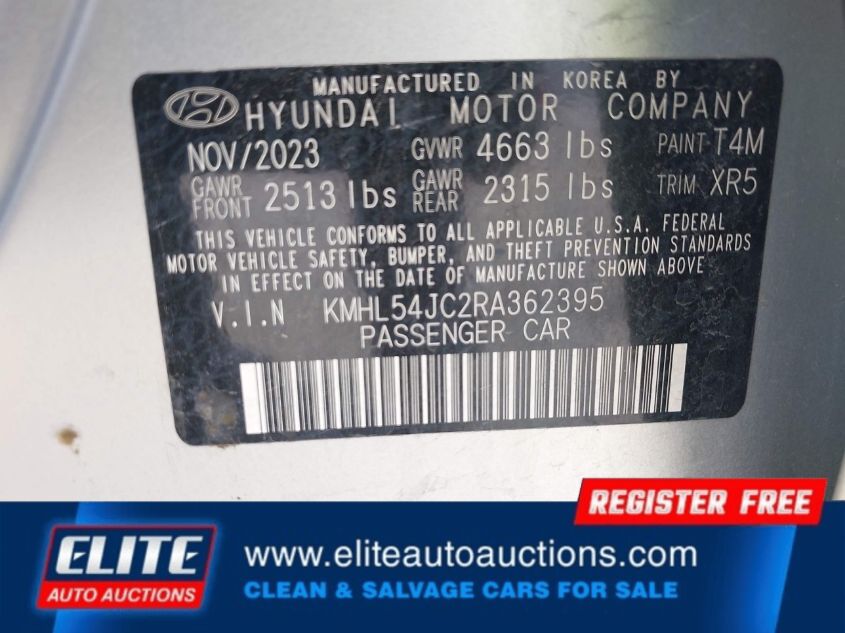 MANUFACTURED IN KOREA BY
HYUNDAI MOTOR COMPANY
NOV/2023 GVWR 4663 lbs PAINT T4M
GAWR FRONT 2513 lbs GAWR REAR 2315 lbs TRIM XR5
THIS VEHICLE CONFORMS TO ALL APPLICABLE U.S.A. FEDERAL
MOTOR VEHICLE SAFETY, BUMPER, AND THEFT PREVENTION STANDARDS
IN EFFECT ON THE DATE OF MANUFACTURE SHOWN ABOVE
V.I.N KMHL54JC2RA362395
PASSENGER CAR
REGISTER FREE
ELITE
AUTO AUCTIONS
www.eliteautoauctions.com
CLEAN & SALVAGE CARS FOR SALE